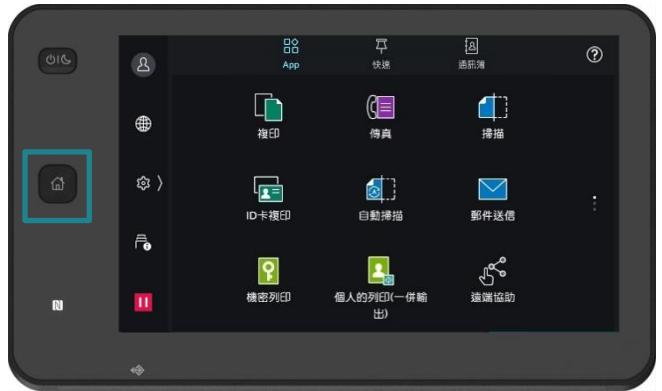 App
快速
通訊簿
複印
傳真
掃描
ID卡複印
自動掃描
郵件送信
機密列印
個人的列印(一併輸
出)
遠端協助